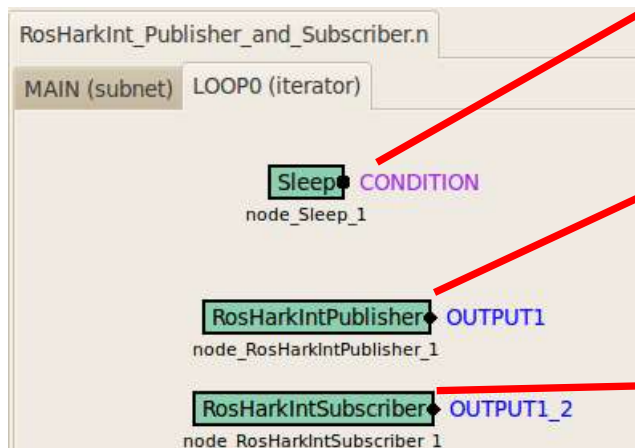 RosHarkInt_Publisher_and_Subscriber.n
MAIN (subnet) LOOP0 (iterator)
Sleep CONDITION
node_Sleep_1
RosHarkIntPublisher OUTPUT1
node_RosHarkIntPublisher_1
RosHarkIntSubscriber OUTPUT1_2
node_RosHarkIntSubscriber_1